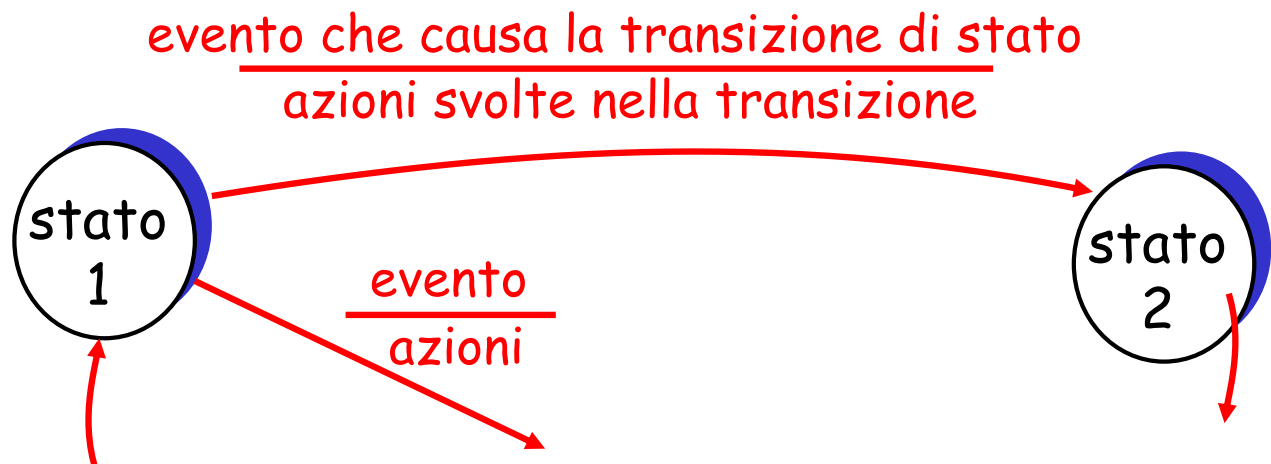 evento che causa la transizione di stato
azioni svolte nella transizione
stato
1
evento
azioni
stato
2